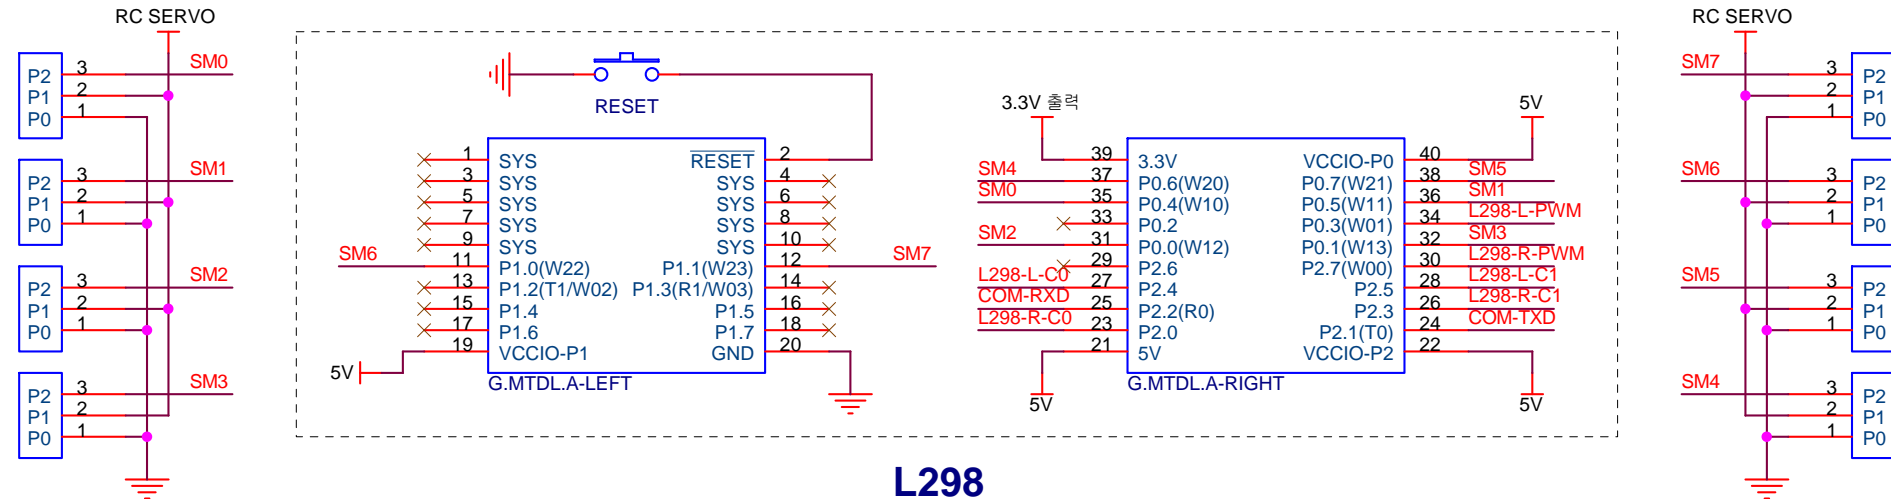 RC SERVO
P2 3 SM0
P1 2
P0 1
P2 3 SM1
P1 2
P0 1
P2 3 SM2
P1 2
P0 1
P2 3 SM3
P1 2
P0 1
RESET
1 SYS RESET 2
3 SYS SYS 4
5 SYS SYS 6
7 SYS SYS 8
9 SYS SYS 10
SM6 11 P1.0(W22) P1.1(W23) 12 SM7
13 P1.2(T1/W02) P1.3(R1/W03) 14
15 P1.4 P1.5 16
17 P1.6 P1.7 18
5V 19 VCCIO-P1 GND 20
G.MTDL.A-LEFT
3.3V 출력 5V
39 3.3V VCCIO-P0 40
SM4 37 P0.6(W20) P0.7(W21) 38 SM5
SM0 35 P0.4(W10) P0.5(W11) 36 SM1
33 P0.2 P0.3(W01) 34 L298-L-PWM
SM2 31 P0.0(W12) P0.1(W13) 32 SM3
29 P2.6 P2.7(W00) 30 L298-R-PWM
L298-L-C0 27 P2.4 P2.5 28 L298-L-C1
COM-RXD 25 P2.2(R0) P2.3 26 L298-R-C1
L298-R-C0 23 P2.0 P2.1(T0) 24 COM-TXD
21 5V VCCIO-P2 22
G.MTDL.A-RIGHT
5V 5V
RC SERVO
SM7 3 P2
2 P1
1 P0
SM6 3 P2
2 P1
1 P0
SM5 3 P2
2 P1
1 P0
SM4 3 P2
2 P1
1 P0
L298